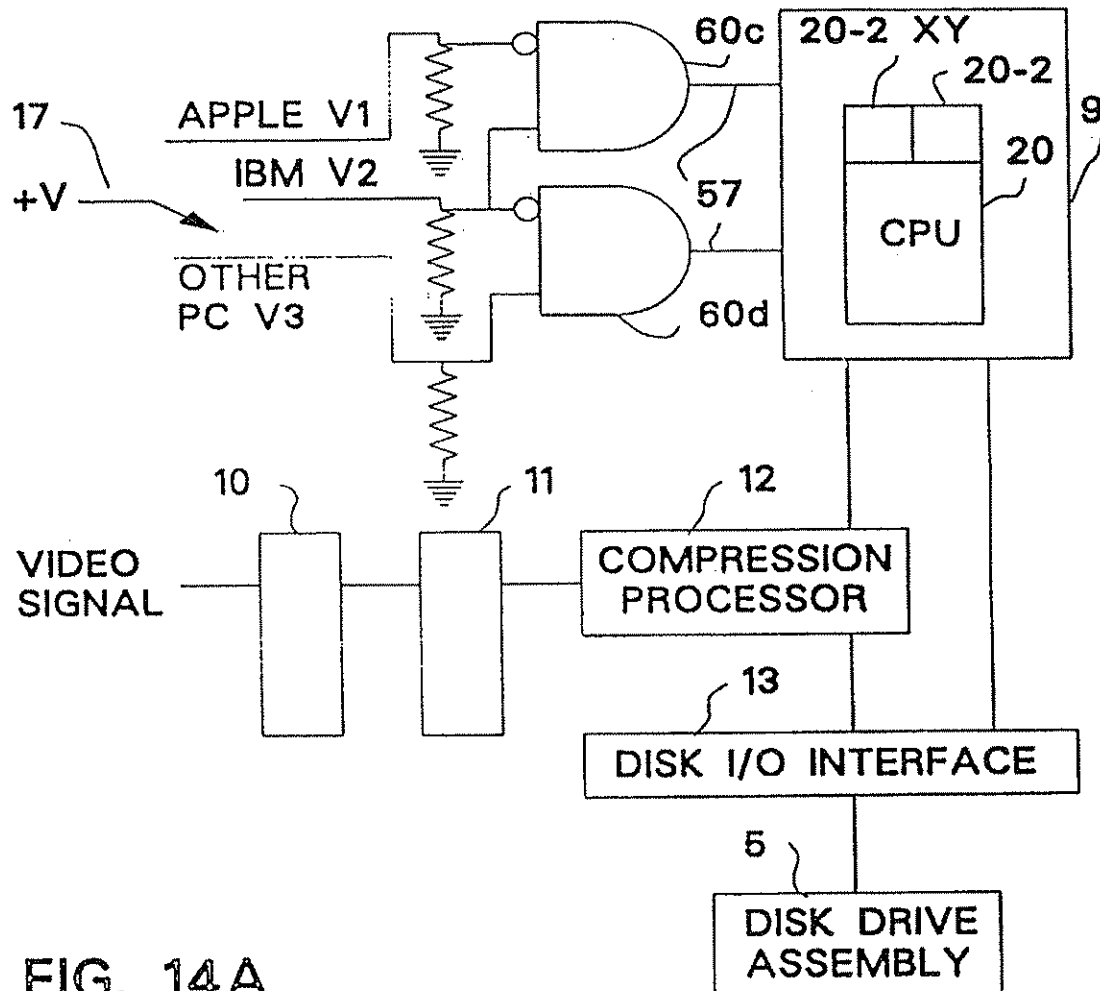 60c
20-2 XY
20-2
17
APPLE V1
9
20
IBM V2
+V
57
CPU
OTHER
PC V3
60d
10
11
12
VIDEO
SIGNAL
COMPRESSION
PROCESSOR
13
DISK I/O INTERFACE
5
DISK DRIVE
ASSEMBLY
FIG. 14A